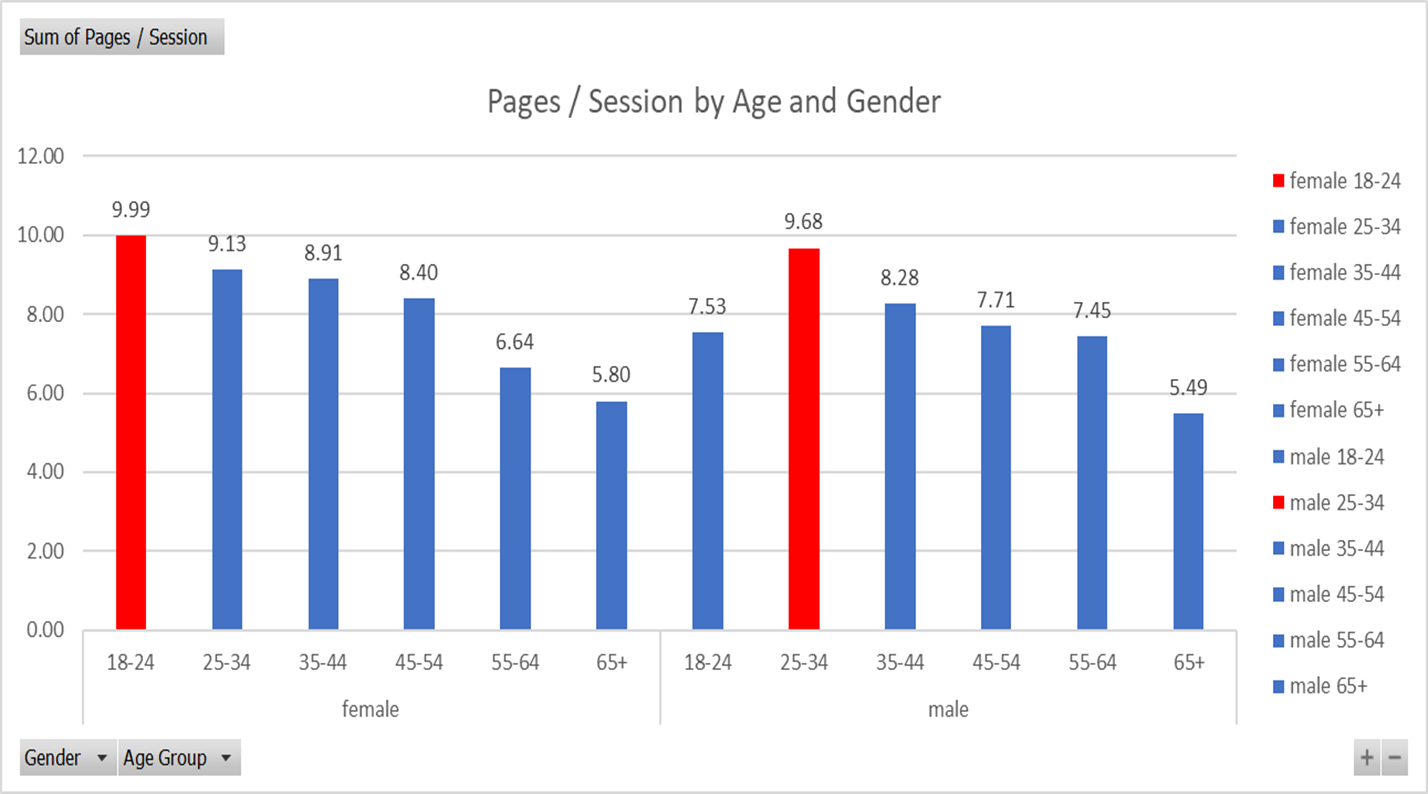 Sum of Pages / Session
Pages / Session by Age and Gender
12.00
10.00
8.00
6.00
4.00
2.00
0.00
9.99
9.13
8.91
8.40
6.64
5.80
7.53
9.68
8.28
7.71
7.45
5.49
18-24 25-34 35-44 45-54 55-64 65+ 18-24 25-34 35-44 45-54 55-64 65+
female male
female 18-24
female 25-34
female 35-44
female 45-54
female 55-64
female 65+
male 18-24
male 25-34
male 35-44
male 45-54
male 55-64
male 65+
Gender Age Group
+ −